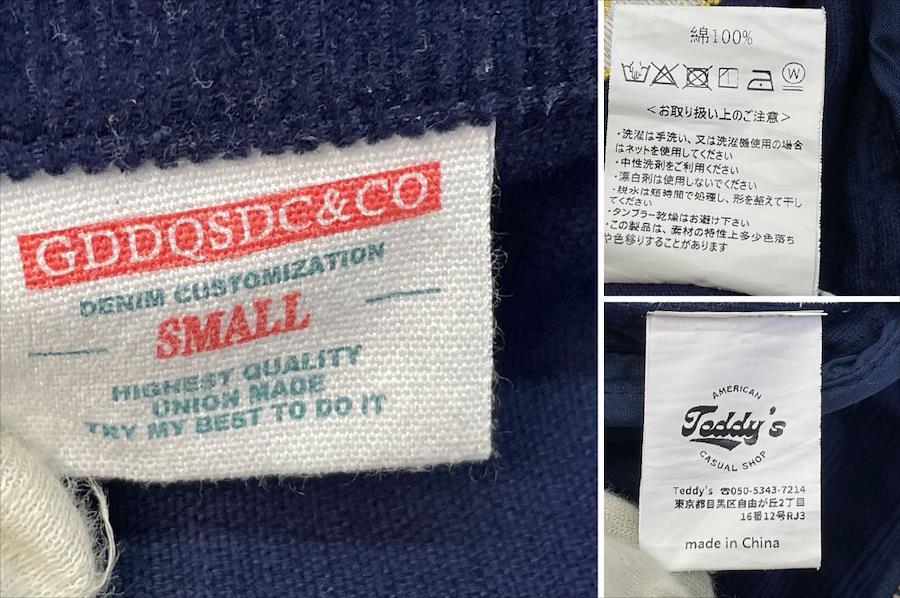 GDDQSDC&CO
DENIM CUSTOMIZATION
SMALL
HIGHEST QUALITY
UNION MADE
TRY MY BEST TO DO IT
綿100%
W
<お取り扱い上のご注意>
・洗濯は手洗い、又は洗濯機使用の場合
はネットを使用してください
・中性洗剤をご利用ください
・漂白剤は使用しないでください
・脱水は短時間で処理し、形を整えて干し
てください
・タンブラー乾燥はお避け下さい
・この製品は、素材の特性上多少色落ち
や色移りすることがあります
AMERICAN
Teddy's
CASUAL SHOP
Teddy's ☎050-5343-7214
東京都目黒区自由が丘2丁目
16番12号RJ3
made in China